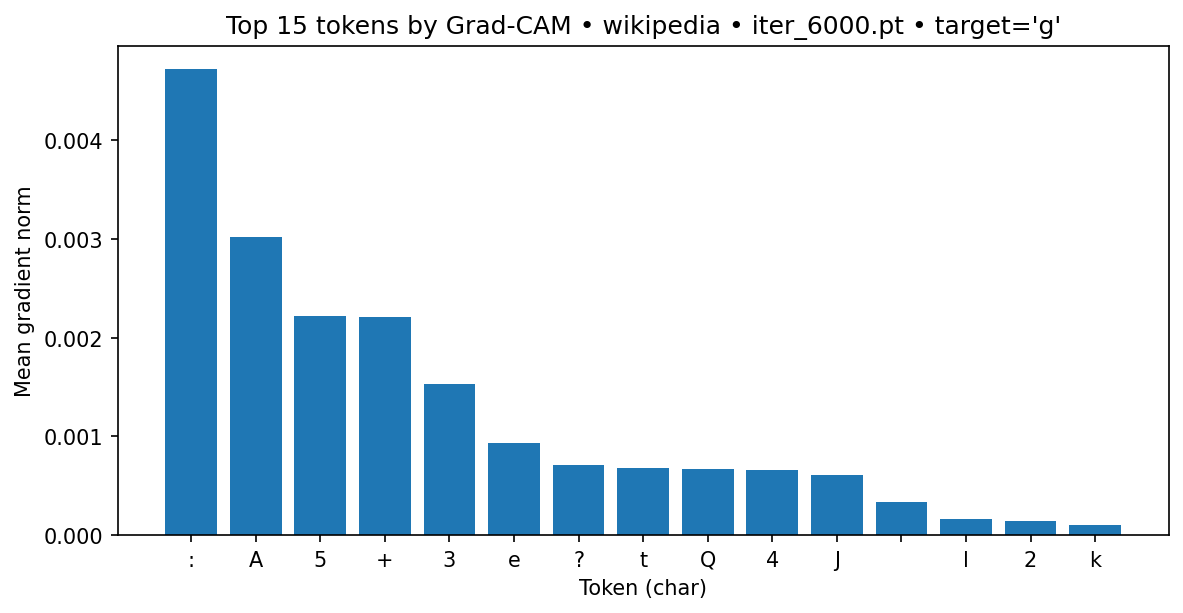 Top 15 tokens by Grad-CAM • wikipedia • iter_6000.pt • target='g'
Mean gradient norm
0.004
0.003
0.002
0.001
0.000
: A 5 + 3 e ? t Q 4 J l 2 k
Token (char)